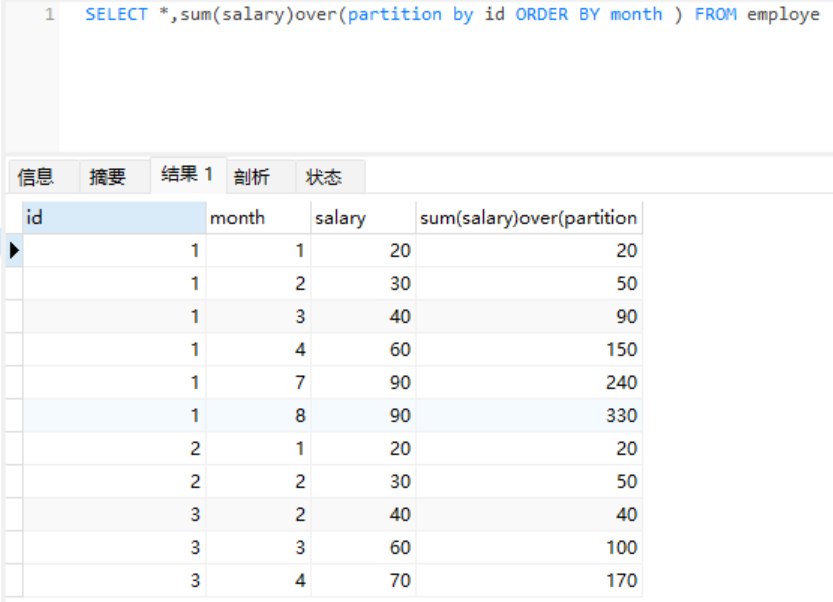 1 SELECT *,sum(salary)over(partition by id ORDER BY month ) FROM employe
信息 摘要 结果 1 剖析 状态
id month salary sum(salary)over(partition
1 1 20 20
1 2 30 50
1 3 40 90
1 4 60 150
1 7 90 240
1 8 90 330
2 1 20 20
2 2 30 50
3 2 40 40
3 3 60 100
3 4 70 170